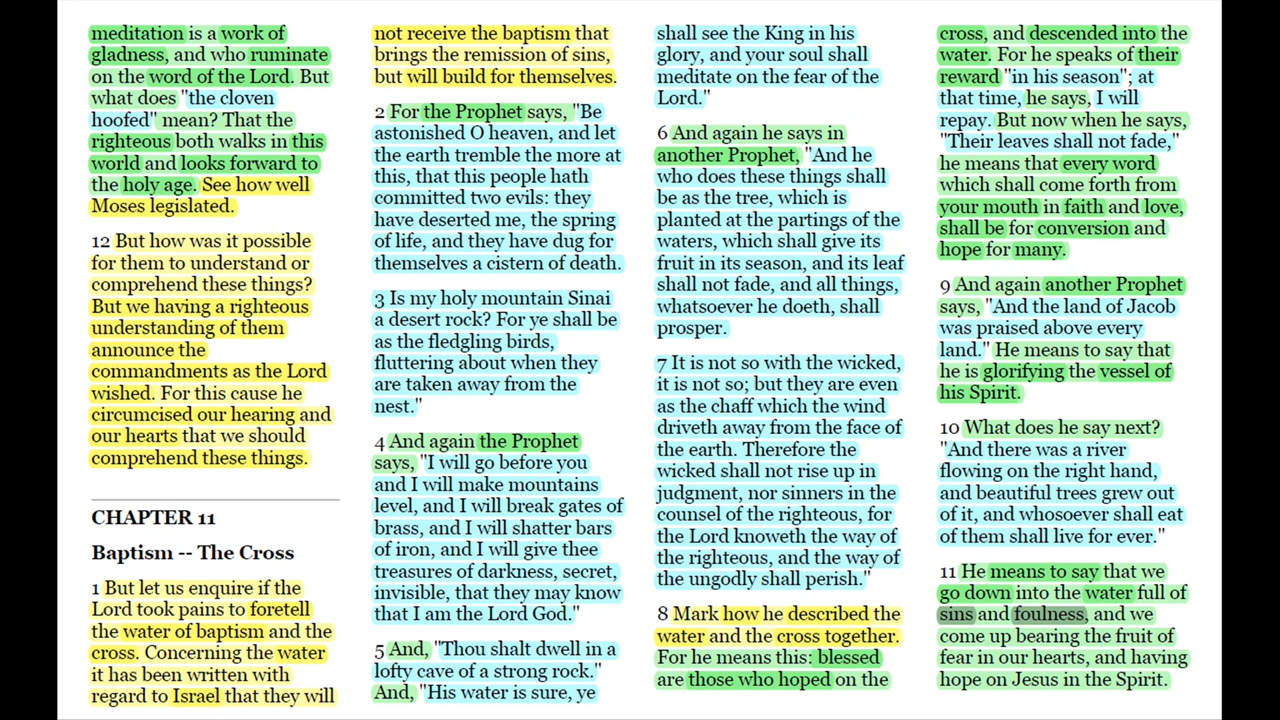 meditation is a work of
gladness, and who ruminate
on the word of the Lord. But
what does "the cloven
hoofed" mean? That the
righteous both walks in this
world and looks forward to
the holy age. See how well
Moses legislated.
12 But how was it possible
for them to understand or
comprehend these things?
But we having a righteous
understanding of them
announce the
commandments as the Lord
wished. For this cause he
circumcised our hearing and
our hearts that we should
comprehend these things.
CHAPTER 11
Baptism -- The Cross
1 But let us enquire if the
Lord took pains to foretell
the water of baptism and the
cross. Concerning the water
it has been written with
regard to Israel that they will
not receive the baptism that
brings the remission of sins,
but will build for themselves.
2 For the Prophet says, "Be
astonished O heaven, and let
the earth tremble the more at
this, that this people hath
committed two evils: they
have deserted me, the spring
of life, and they have dug for
themselves a cistern of death.
3 Is my holy mountain Sinai
a desert rock? For ye shall be
as the fledgling birds,
fluttering about when they
are taken away from the
nest."
4 And again the Prophet
says, "I will go before you
and I will make mountains
level, and I will break gates of
brass, and I will shatter bars
of iron, and I will give thee
treasures of darkness, secret,
invisible, that they may know
that I am the Lord God."
5 And, "Thou shalt dwell in a
lofty cave of a strong rock."
And, "His water is sure, ye
shall see the King in his
glory, and your soul shall
meditate on the fear of the
Lord."
6 And again he says in
another Prophet, "And he
who does these things shall
be as the tree, which is
planted at the partings of the
waters, which shall give its
fruit in its season, and its leaf
shall not fade, and all things,
whatsoever he doeth, shall
prosper.
7 It is not so with the wicked,
it is not so; but they are even
as the chaff which the wind
driveth away from the face of
the earth. Therefore the
wicked shall not rise up in
judgment, nor sinners in the
counsel of the righteous, for
the Lord knoweth the way of
the righteous, and the way of
the ungodly shall perish."
8 Mark how he described the
water and the cross together.
For he means this: blessed
are those who hoped on the
cross, and descended into the
water. For he speaks of their
reward "in his season"; at
that time, he says, I will
repay. But now when he says,
"Their leaves shall not fade,"
he means that every word
which shall come forth from
your mouth in faith and love,
shall be for conversion and
hope for many.
9 And again another Prophet
says, "And the land of Jacob
was praised above every
land." He means to say that
he is glorifying the vessel of
his Spirit.
10 What does he say next?
"And there was a river
flowing on the right hand,
and beautiful trees grew out
of it, and whosoever shall eat
of them shall live for ever."
11 He means to say that we
go down into the water full of
sins and foulness, and we
come up bearing the fruit of
fear in our hearts, and having
hope on Jesus in the Spirit.